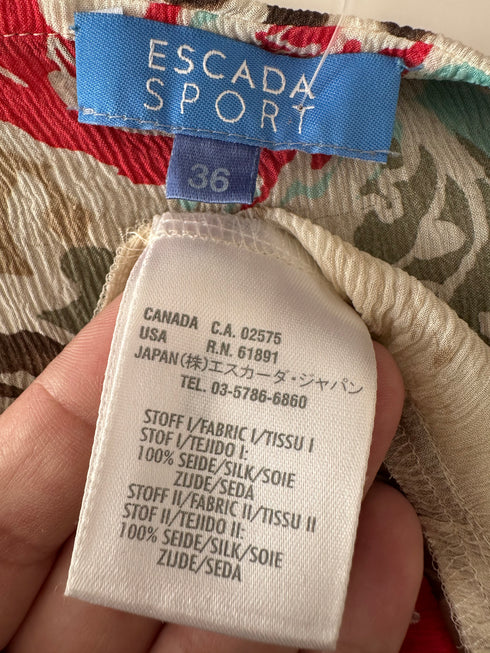 ESCADA
SPORT
36
CANADA C.A. 02575
USA R.N. 61891
JAPAN(株)エスカーダ・ジャパン
TEL. 03-5786-6860
STOFF I/FABRIC I/TISSU I
STOF I/TEJIDO I:
100% SEIDE/SILK/SOIE
ZIJDE/SEDA
STOFF II/FABRIC II/TISSU II
STOF II/TEJIDO II:
100% SEIDE/SILK/SOIE
ZIJDE/SEDA